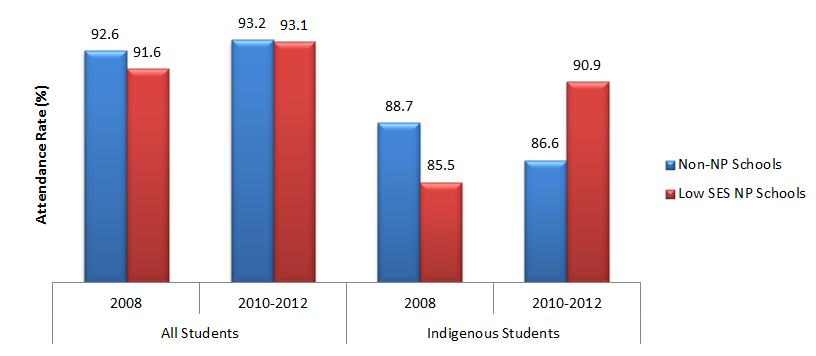 92.6
91.6
93.2
93.1
88.7
85.5
86.6
90.9
Attendance Rate (%)
Non-NP Schools
Low SES NP Schools
2008
2010-2012
2008
2010-2012
All Students
Indigenous Students